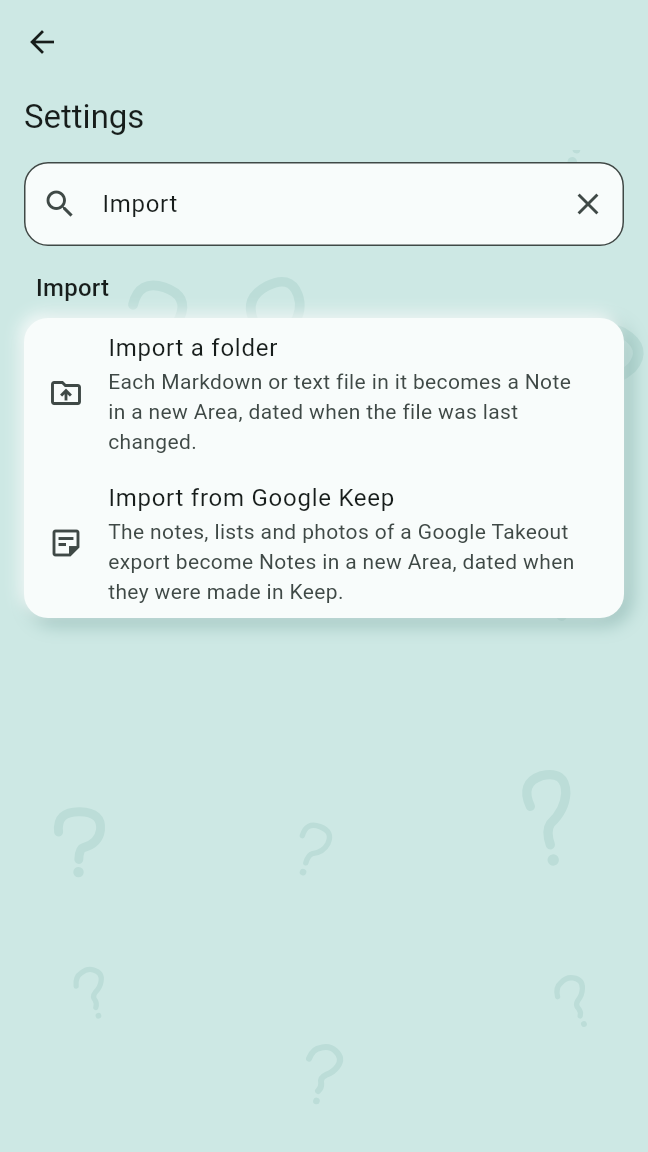 Settings
Import
Import
Import a folder
Each Markdown or text file in it becomes a Note
in a new Area, dated when the file was last
changed.
Import from Google Keep
The notes, lists and photos of a Google Takeout
export become Notes in a new Area, dated when
they were made in Keep.